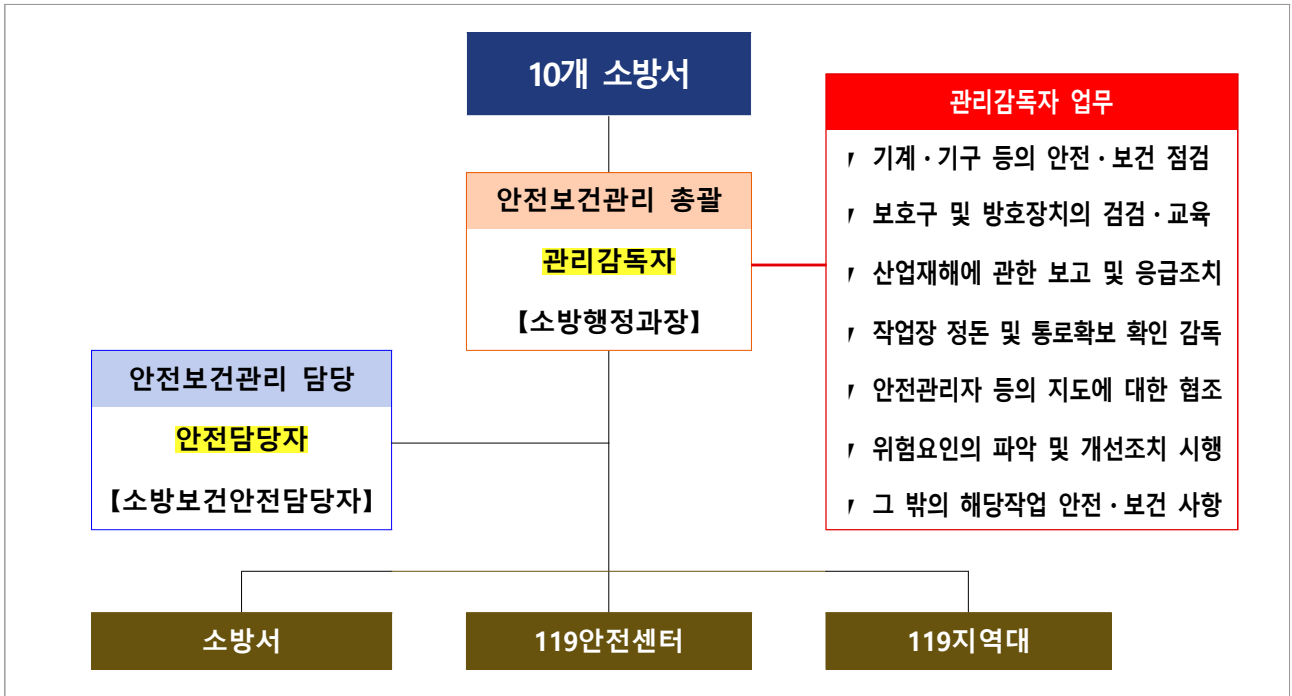 10개 소방서
안전보건관리 총괄
관리감독자
【소방행정과장】
관리감독자 업무
기계·기구 등의 안전·보건 점검
보호구 및 방호장치의 검검·교육
산업재해에 관한 보고 및 응급조치
작업장 정돈 및 통로확보 확인 감독
안전관리자 등의 지도에 대한 협조
위험요인의 파악 및 개선조치 시행
그 밖의 해당작업 안전·보건 사항
안전보건관리 담당
안전담당자
【소방보건안전담당자】
소방서
119안전센터
119지역대